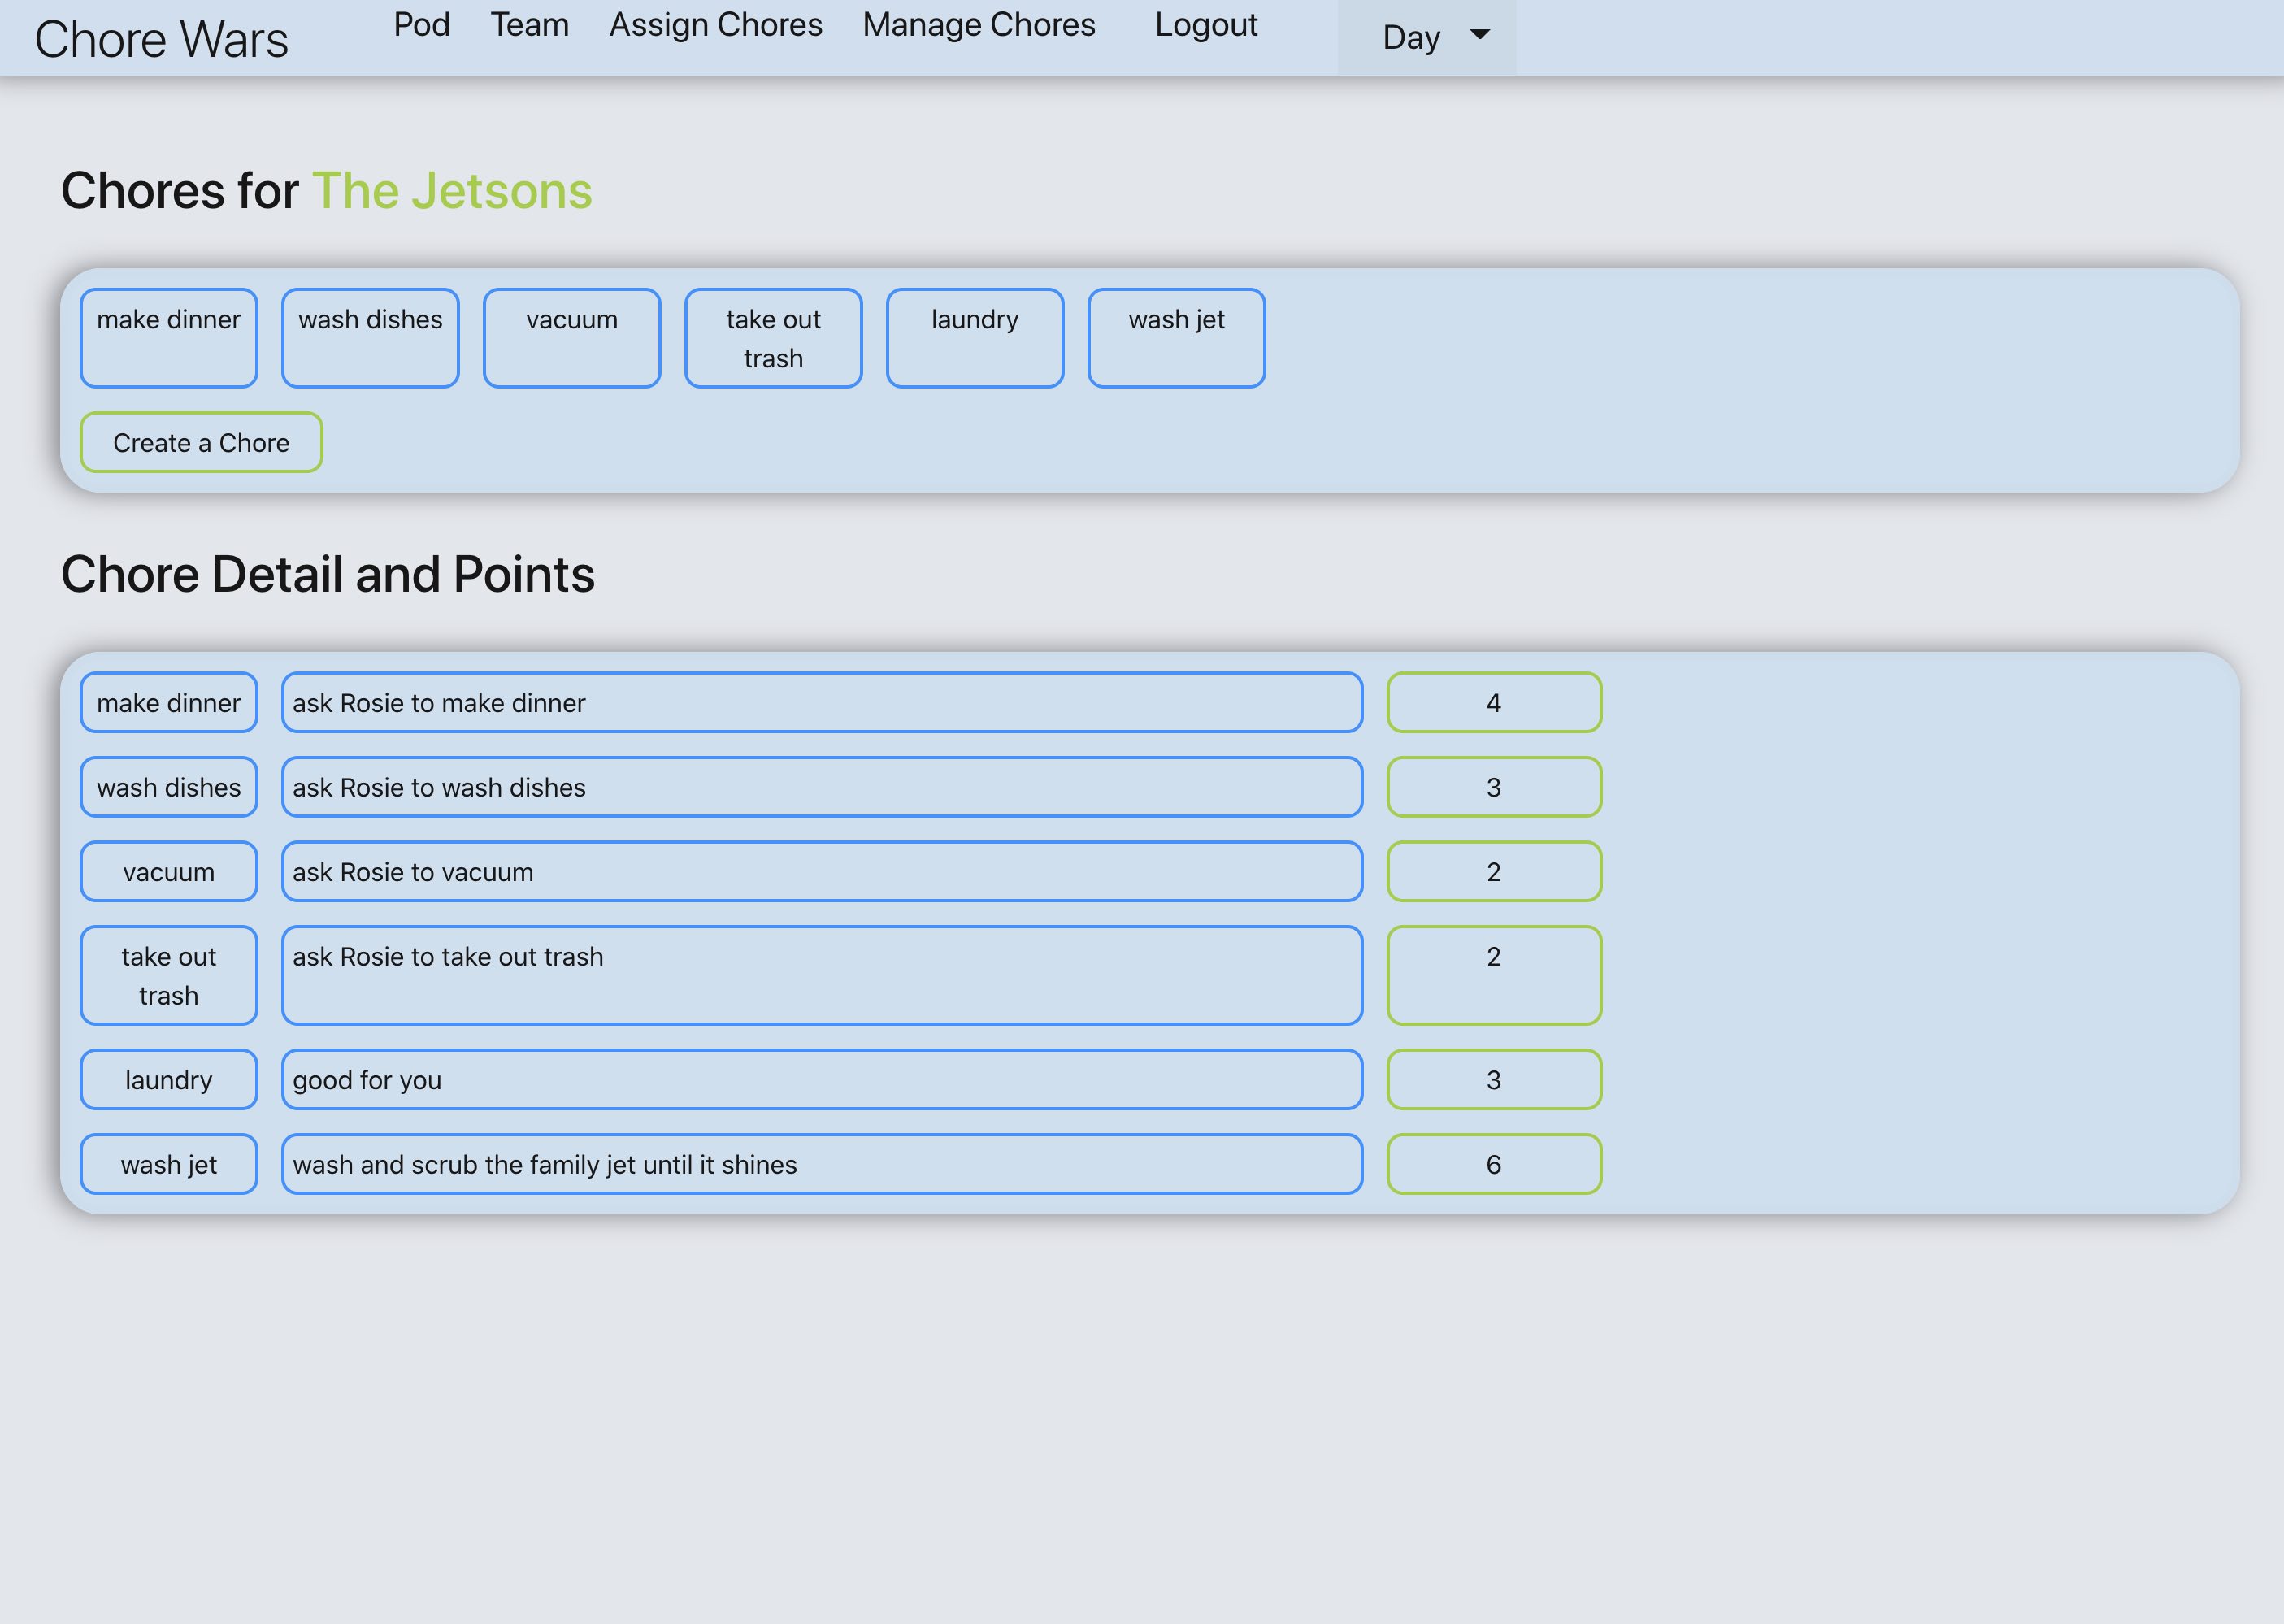 Chore Wars Pod Team Assign Chores Manage Chores Logout Day
Chores for The Jetsons
make dinner wash dishes vacuum take out laundry wash jet
trash
Create a Chore
Chore Detail and Points
make dinner ask Rosie to make dinner 4
wash dishes ask Rosie to wash dishes 3
vacuum ask Rosie to vacuum 2
take out ask Rosie to take out trash 2
trash
laundry good for you 3
wash jet wash and scrub the family jet until it shines 6